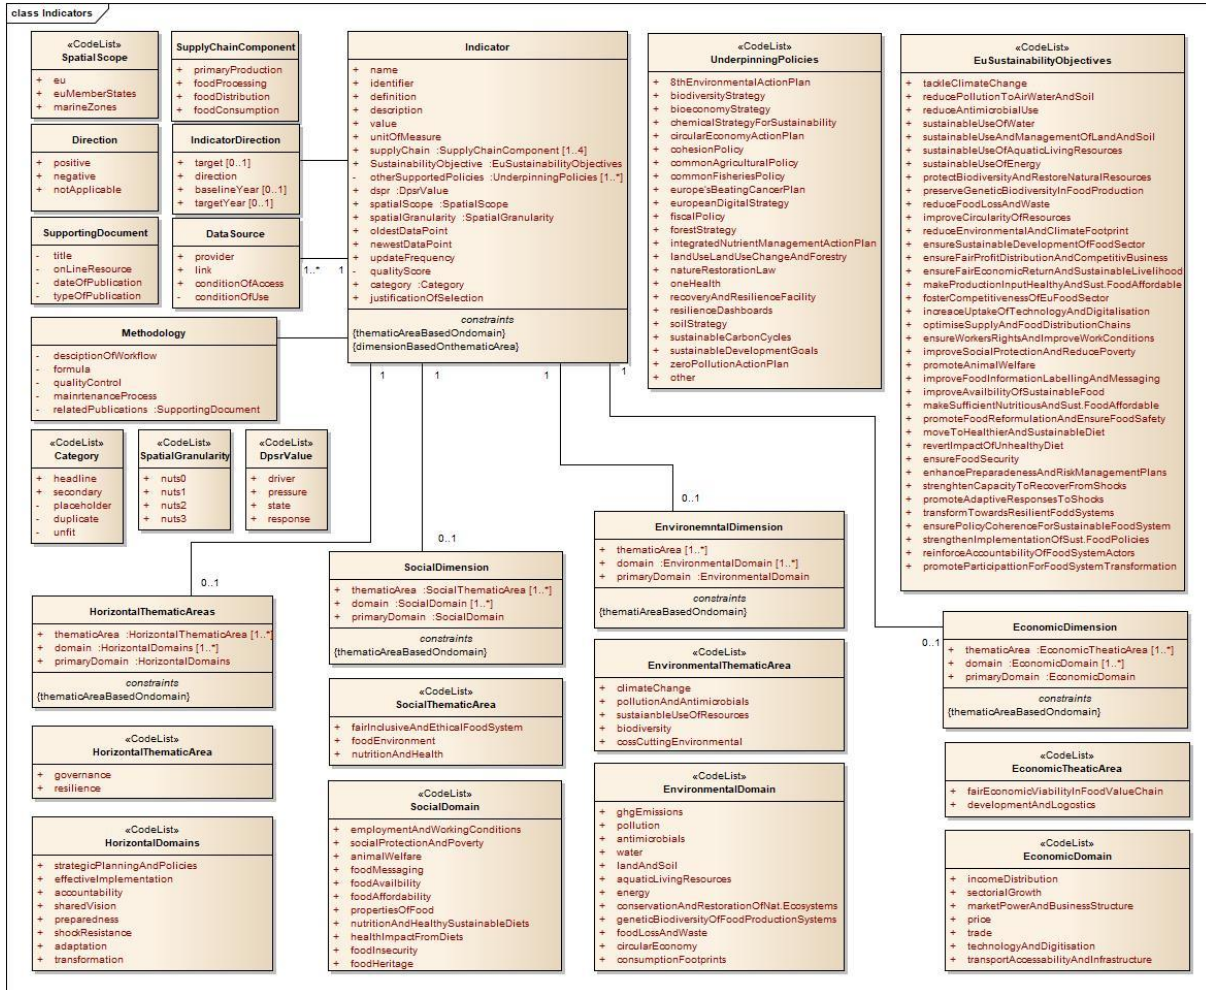 class Indicators
«CodeList»
SpatialScope
+ eu
+ euMemberStates
+ marineZones
SupplyChainComponent
+ primaryProduction
+ foodProcessing
+ foodDistribution
+ foodConsumption
Direction
+ positive
+ negative
+ notApplicable
IndicatorDirection
+ target [0..1]
+ direction
+ baselineYear [0..1]
+ targetYear [0..1]
SupportingDocument
- title
- onLineResource
- dateOfPublication
- typeOfPublication
DataSource
+ provider
+ link
+ conditionOfAccess
- conditionOfUse
1..*
1
Indicator
+ name
+ identifier
+ definition
+ description
+ value
+ unitOfMeasure
+ supplyChain :SupplyChainComponent [1..4]
+ SustainabilityObjective :EuSustainabilityObjectives
- otherSupportedPolicies :UnderpinningPolicies [1..*]
+ dspr :DpsrValue
+ spatialScope :SpatialScope
+ spatialGranularity :SpatialGranularity
+ oldestDataPoint
+ newestDataPoint
+ updateFrequency
- qualityScore
+ category :Category
+ justificationOfSelection
constraints
{thematicAreaBasedOndomain}
{dimensionBasedOnthematicArea}
1
1
1
1
«CodeList»
UnderpinningPolicies
+ 8thEnvironmentalActionPlan
+ biodiversityStrategy
+ bioeconomyStrategy
+ chemicalStrategyForSustainability
+ circularEconomyActionPlan
+ cohesionPolicy
+ commonAgriculturalPolicy
+ commonFisheriesPolicy
+ europe'sBeatingCancerPlan
+ europeanDigitalStrategy
+ fiscalPolicy
+ forestStrategy
+ integratedNutrientManagementActionPlan
+ landUseLandUseChangeAndForestry
+ natureRestorationLaw
+ oneHealth
+ recoveryAndResilienceFacility
+ resilienceDashboards
+ soilStrategy
+ sustainableCarbonCycles
+ sustainableDevelopmentGoals
+ zeroPollutionActionPlan
+ other
«CodeList»
EuSustainabilityObjectives
+ tackleClimateChange
+ reducePollutionToAirWaterAndSoil
+ reduceAntimicrobialUse
+ sustainableUseOfWater
+ sustainableUseAndManagementOfLandAndSoil
+ sustainableUseOfAquaticLivingResources
+ sustainableUseOfEnergy
+ protectBiodiversityAndRestoreNaturalResources
+ preserveGeneticBiodiversityInFoodProduction
+ reduceFoodLossAndWaste
+ improveCircularityOfResources
+ reduceEnvironmentalAndClimateFootprint
+ ensureSustainableDevelopmentOfFoodSector
+ ensureFairProfitDistributionAndCompetitivBusiness
+ ensureFairEconomicReturnAndSustainableLivelihood
+ makeProductionInputHealthyAndSust.FoodAffordable
+ fosterCompetitivenessOfEuFoodSector
+ increaceUptakeOfTechnologyAndDigitalisation
+ optimiseSupplyAndFoodDistributionChains
+ ensureWorkersRightsAndImproveWorkConditions
+ improveSocialProtectionAndReducePoverty
+ promoteAnimalWelfare
+ improveFoodInformationLabellingAndMessaging
+ improveAvailbilityOfSustainableFood
+ makeSufficientNutritiousAndSust.FoodAffordable
+ promoteFoodReformulationAndEnsureFoodSafety
+ moveToHealthierAndSustainableDiet
+ revertImpactOfUnhealthyDiet
+ ensureFoodSecurity
+ enhancePreparadenessAndRiskManagementPlans
+ strenghtenCapacityToRecoverFromShocks
+ promoteAdaptiveResponsesToShocks
+ transformTowardsResilientFoddSystems
+ ensurePolicyCoherenceForSustainableFoodSystem
+ strengthenImplementationOfSust.FoodPolicies
+ reinforceAccountabilityOfFoodSystemActors
+ promoteParticipattionForFoodSystemTransformation
Methodology
- desciptionOfWorkflow
- formula
- qualityControl
- mainrtenanceProcess
- relatedPublications :SupportingDocument
«CodeList»
Category
+ headline
+ secondary
- placeholder
- duplicate
- unfit
«CodeList»
SpatialGranularity
+ nuts0
+ nuts1
+ nuts2
+ nuts3
«CodeList»
DpsrValue
+ driver
+ pressure
+ state
+ response
0..1
HorizontalThematicAreas
+ thematicArea :HorizontalThematicArea [1..*]
+ domain :HorizontalDomains [1..*]
+ primaryDomain :HorizontalDomains
constraints
{thematicAreaBasedOndomain}
«CodeList»
HorizontalThematicArea
+ governance
+ resilience
«CodeList»
HorizontalDomains
+ strategicPlanningAndPolicies
+ effectiveImplementation
+ accountability
+ sharedVision
+ preparedness
+ shockResistance
+ adaptation
+ transformation
0..1
SocialDimension
+ thematicArea :SocialThematicArea [1..*]
+ domain :SocialDomain [1..*]
+ primaryDomain :SocialDomain
constraints
{thematicAreaBasedOndomain}
«CodeList»
SocialThematicArea
+ fairInclusiveAndEthicalFoodSystem
+ foodEnvironment
+ nutritionAndHealth
«CodeList»
SocialDomain
+ employmentAndWorkingConditions
+ socialProtectionAndPoverty
+ animalWelfare
+ foodMessaging
+ foodAvailbility
+ foodAffordability
+ propertiesOfFood
+ nutritionAndHealthySustainableDiets
+ healthImpactFromDiets
+ foodInsecurity
+ foodHeritage
0..1
EnvironemntalDimension
+ thematicArea [1..*]
+ domain :EnvironmentalDomain [1..*]
+ primaryDomain :EnvironmentalDomain
constraints
{thematiAreaBasedOndomain}
«CodeList»
EnvironmentalThematicArea
+ climateChange
+ pollutionAndAntimicrobials
+ sustaianbleUseOfResources
+ biodiversity
+ cossCuttingEnvironmental
«CodeList»
EnvironmentalDomain
+ ghgEmissions
+ pollution
+ antimicrobials
+ water
+ landAndSoil
+ aquaticLivingResources
+ energy
+ conservationAndRestorationOfNat.Ecosystems
+ geneticBiodiversityOfFoodProductionSystems
+ foodLossAndWaste
+ circularEconomy
+ consumptionFootprints
0..1
EconomicDimension
+ thematicArea :EconomicTheaticArea [1..*]
+ domain :EconomicDomain [1..*]
+ primaryDomain :EconomicDomain
constraints
{thematicAreaBasedOndomain}
«CodeList»
EconomicTheaticArea
+ fairEconomicViabilityInFoodValueChain
+ developmentAndLogostics
«CodeList»
EconomicDomain
+ incomeDistribution
+ sectorialGrowth
+ marketPowerAndBusinessStructure
+ price
+ trade
+ technologyAndDigitisation
+ transportAccessabilityAndInfrastructure